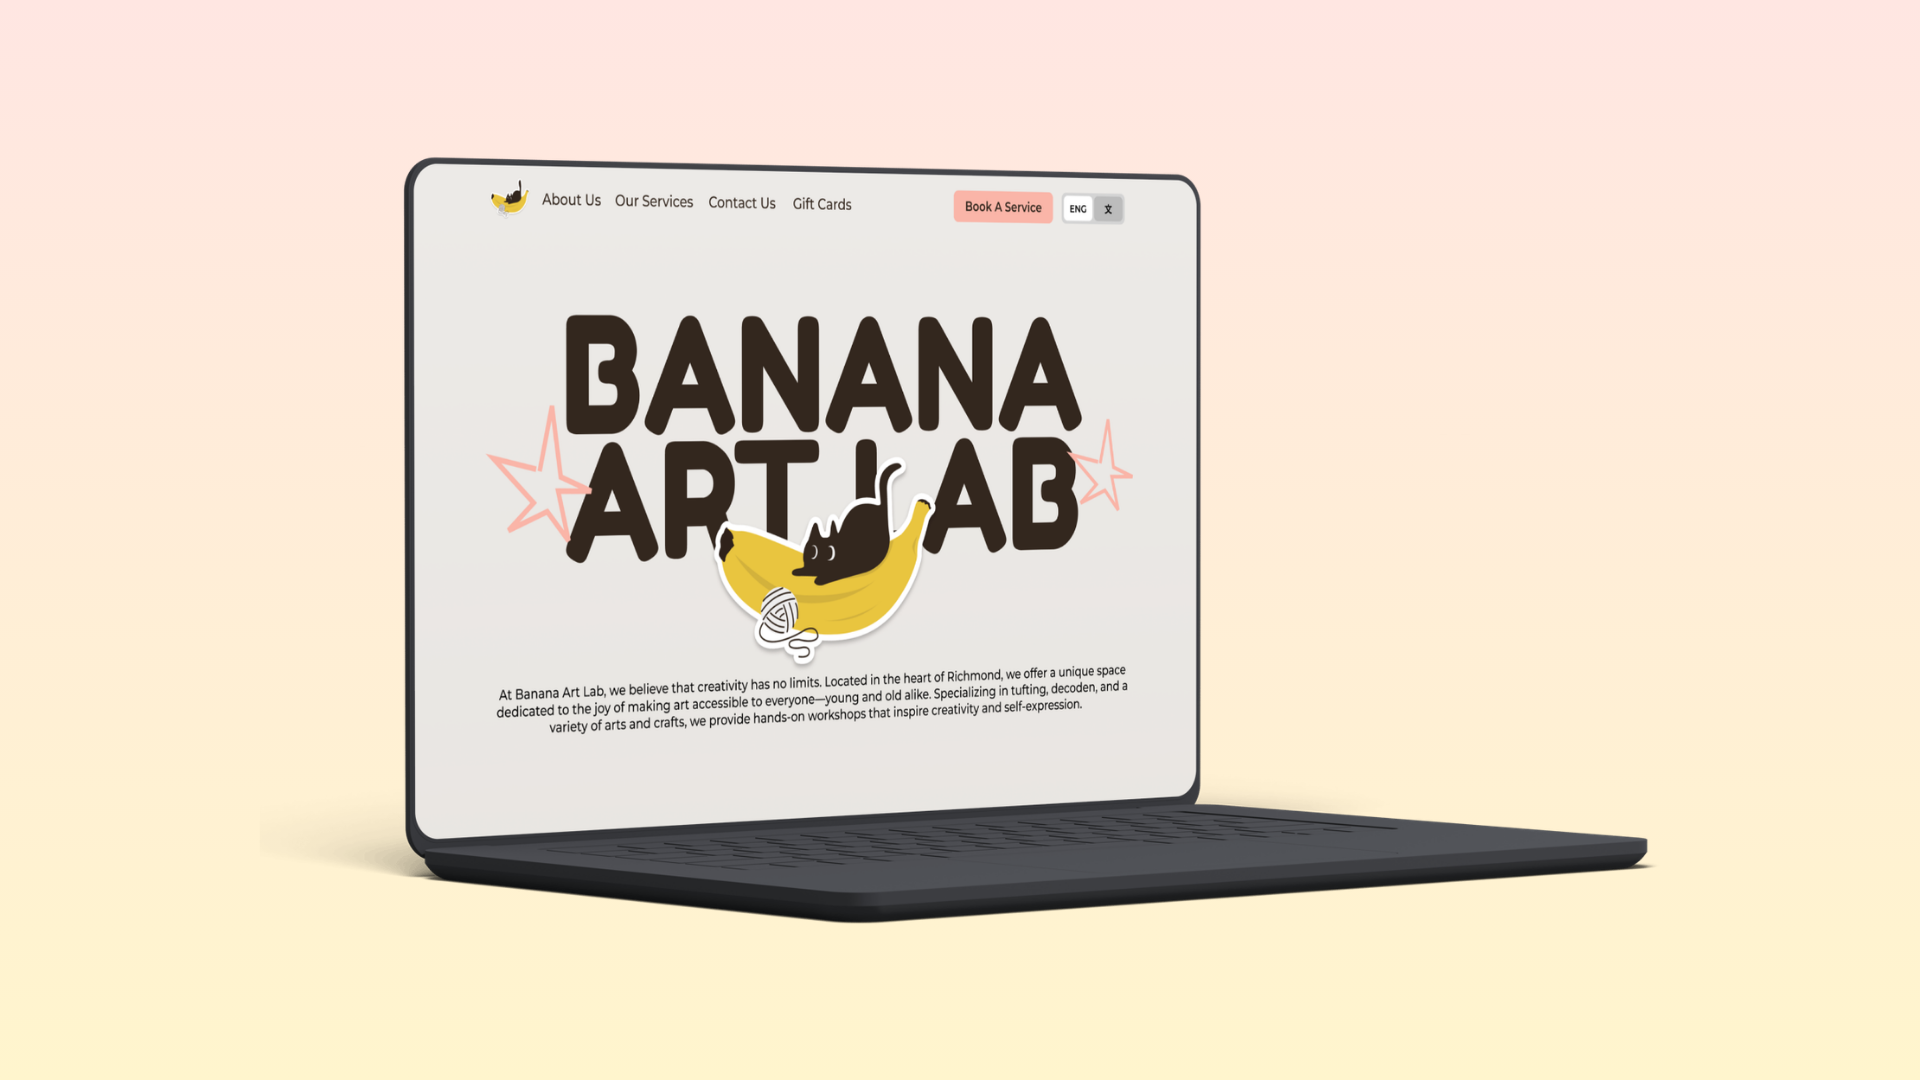 About Us Our Services Contact Us Gift Cards Book A Service ENG 文
BANANA
ART LAB
At Banana Art Lab, we believe that creativity has no limits. Located in the heart of Richmond, we offer a unique space
dedicated to the joy of making art accessible to everyone—young and old alike. Specializing in tufting, decoden, and a
variety of arts and crafts, we provide hands-on workshops that inspire creativity and self-expression.